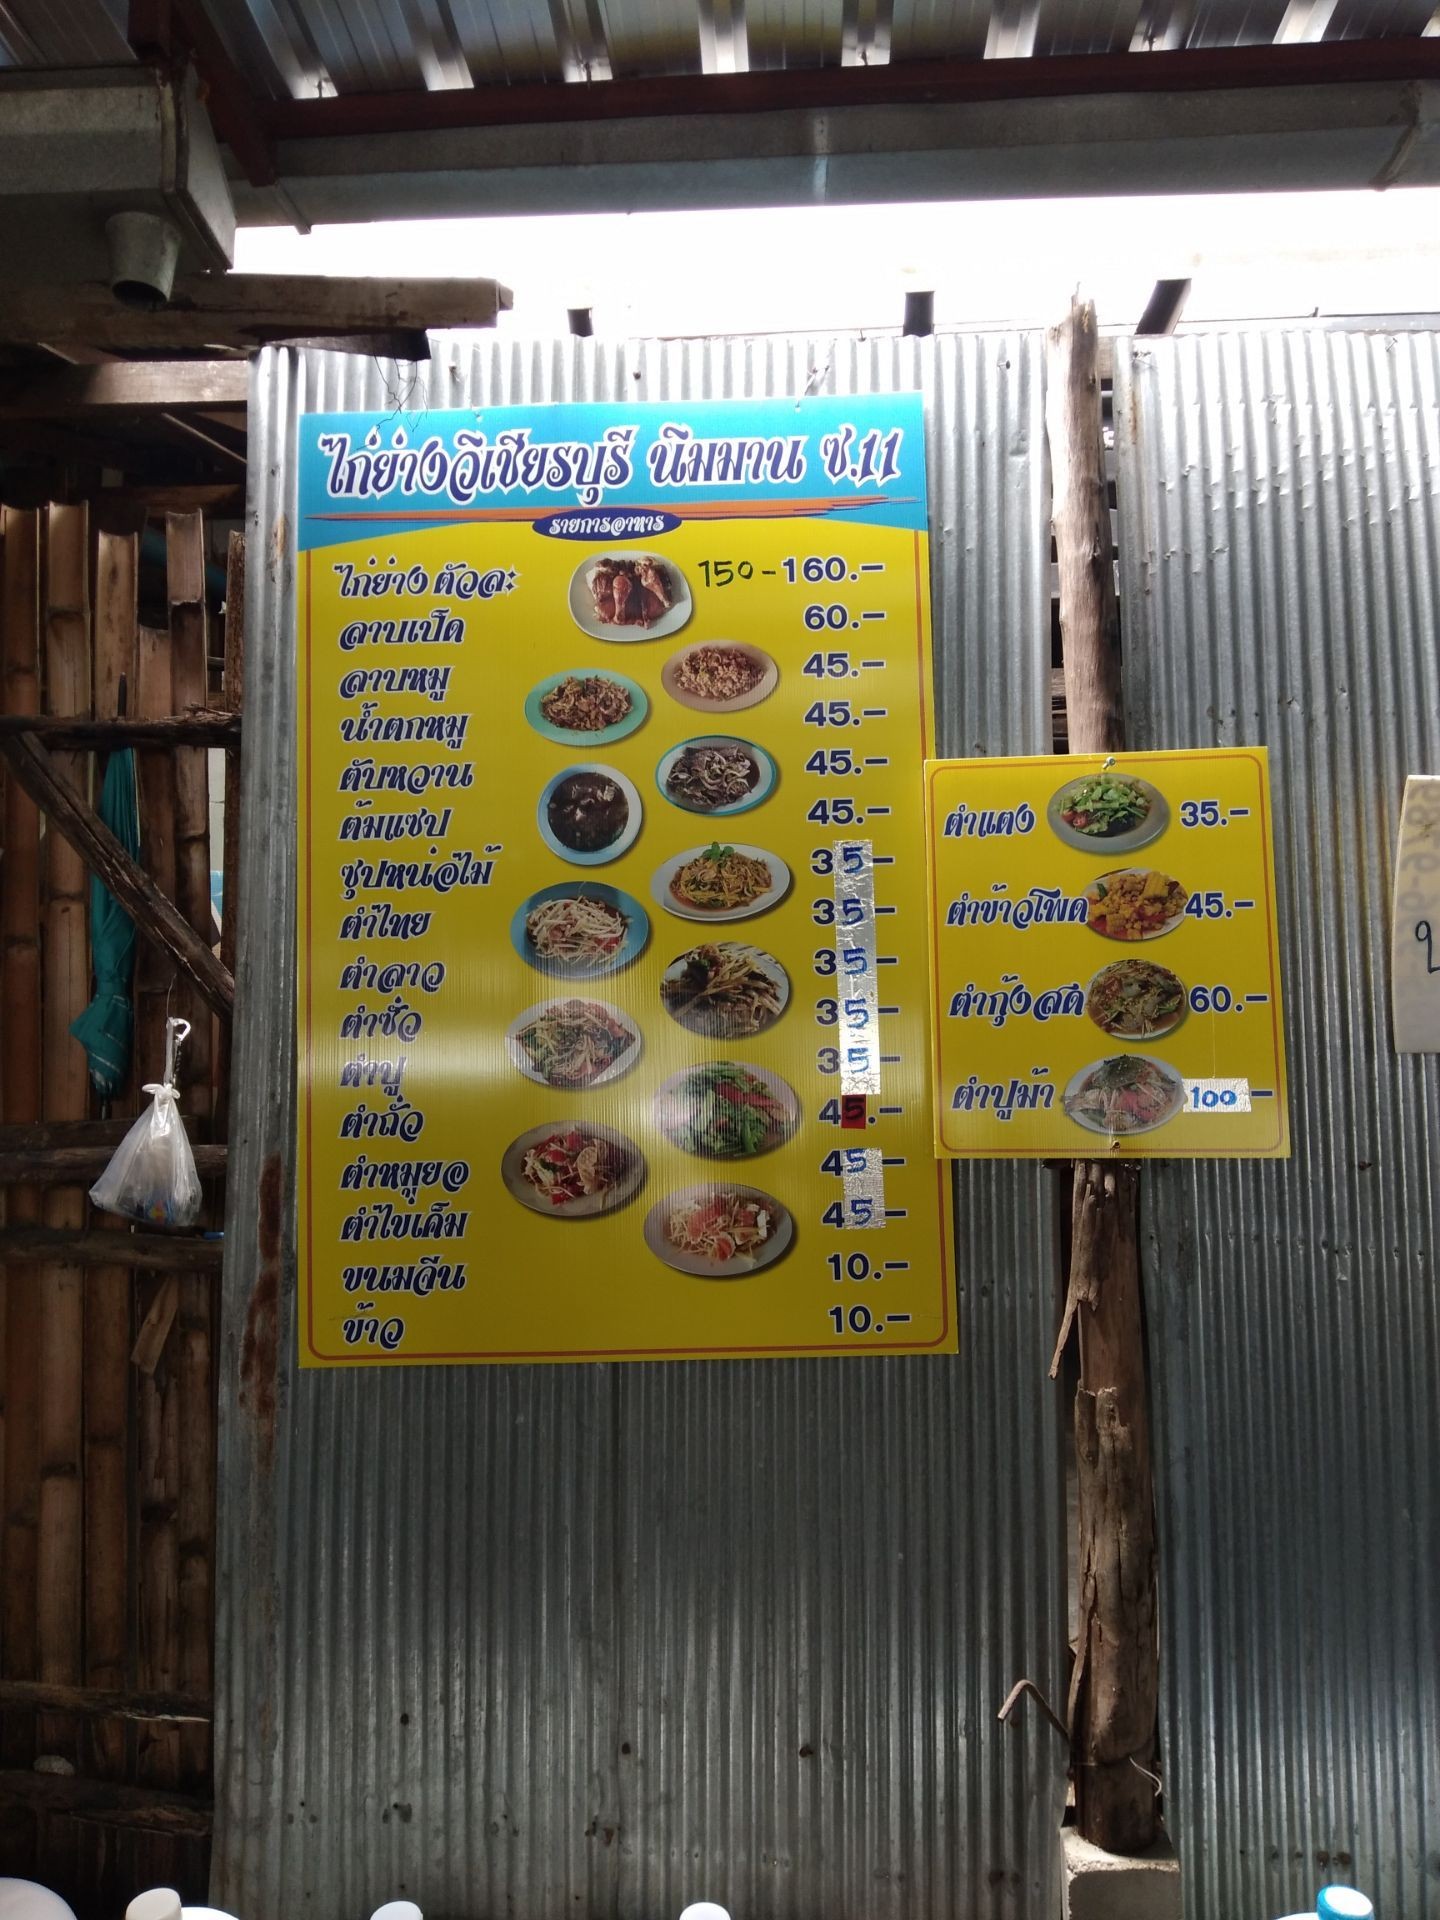 ไก่ย่างวิเชียรบุรี นิมมาน ซ.11
รายการอาหาร
ไก่ย่าง ตัวละ 150-160.-
ลาบเป็ด 60.-
ลาบหมู 45.-
น้ำตกหมู 45.-
ตับหวาน 45.-
ต้มแซป 45.-
ซุปหน่อไม้ 35-
ตำไทย 35-
ตำลาว 35-
ตำซั่ว 35-
ตำปู 35-
ตำถั่ว 45.-
ตำหมูยอ 45-
ตำไข่เค็ม 45-
ขนมจีน 10.-
ข้าว 10.-
ตำแตง 35.-
ตำข้าวโพด 45.-
ตำกุ้งสด 60.-
ตำปูม้า 100-